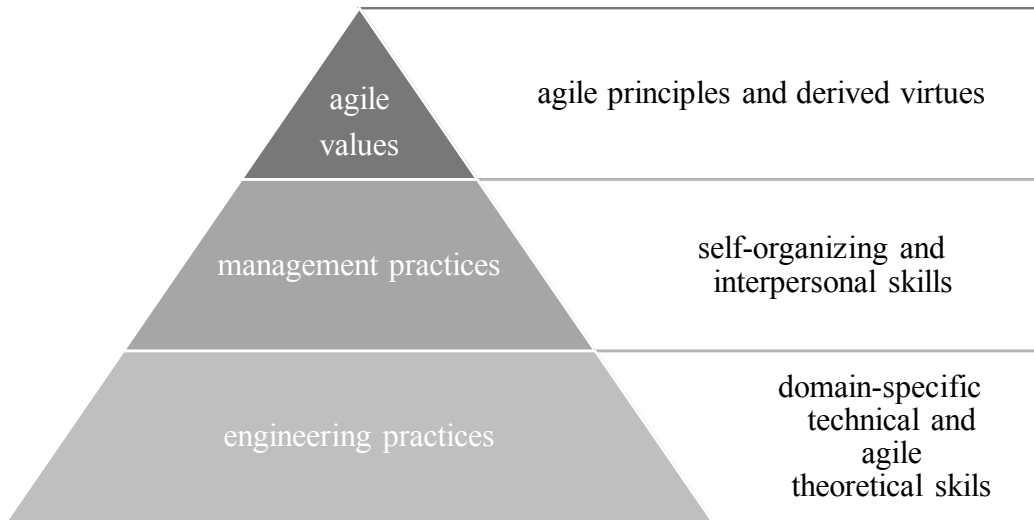 agile
values
agile principles and derived virtues
management practices
self-organizing and
interpersonal skills
engineering practices
domain-specific
technical and
agile
theoretical skils